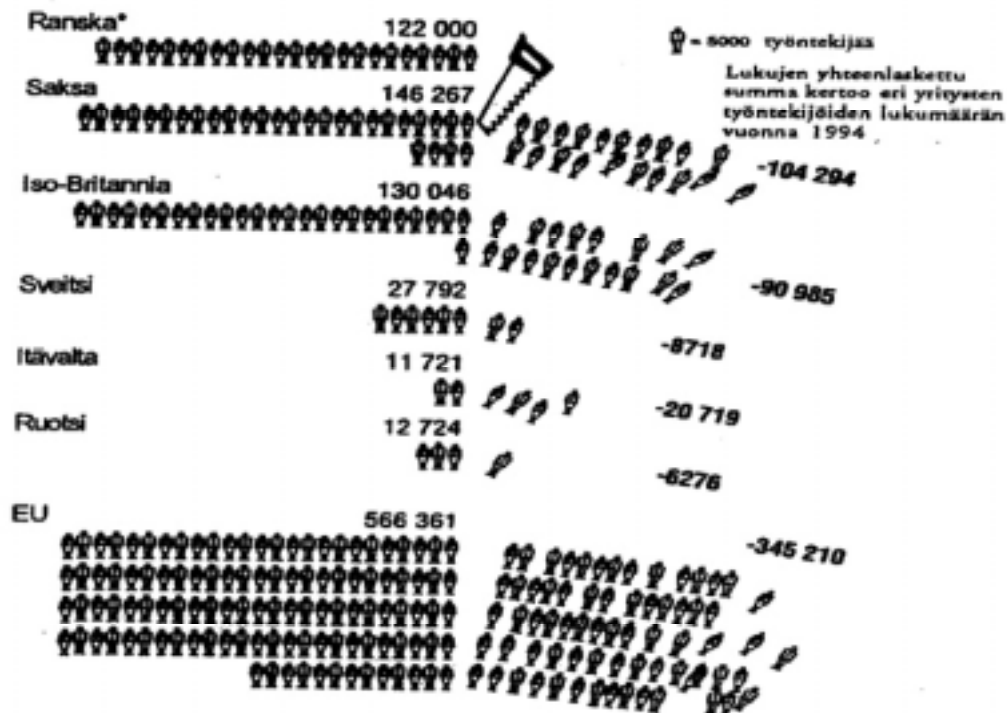 Ranska*
122 000
= 5000 työntekijää
Lukujen yhteenlaskettu
summa kertoo eri yritysten
työntekijöiden lukumäärän
vuonna 1994
Saksa
146 267
-104 294
Iso-Britannia
130 046
-90 985
Sveitsi
27 792
-8718
Itävalta
11 721
-20 719
Ruotsi
12 724
-6276
EU
566 361
-345 210